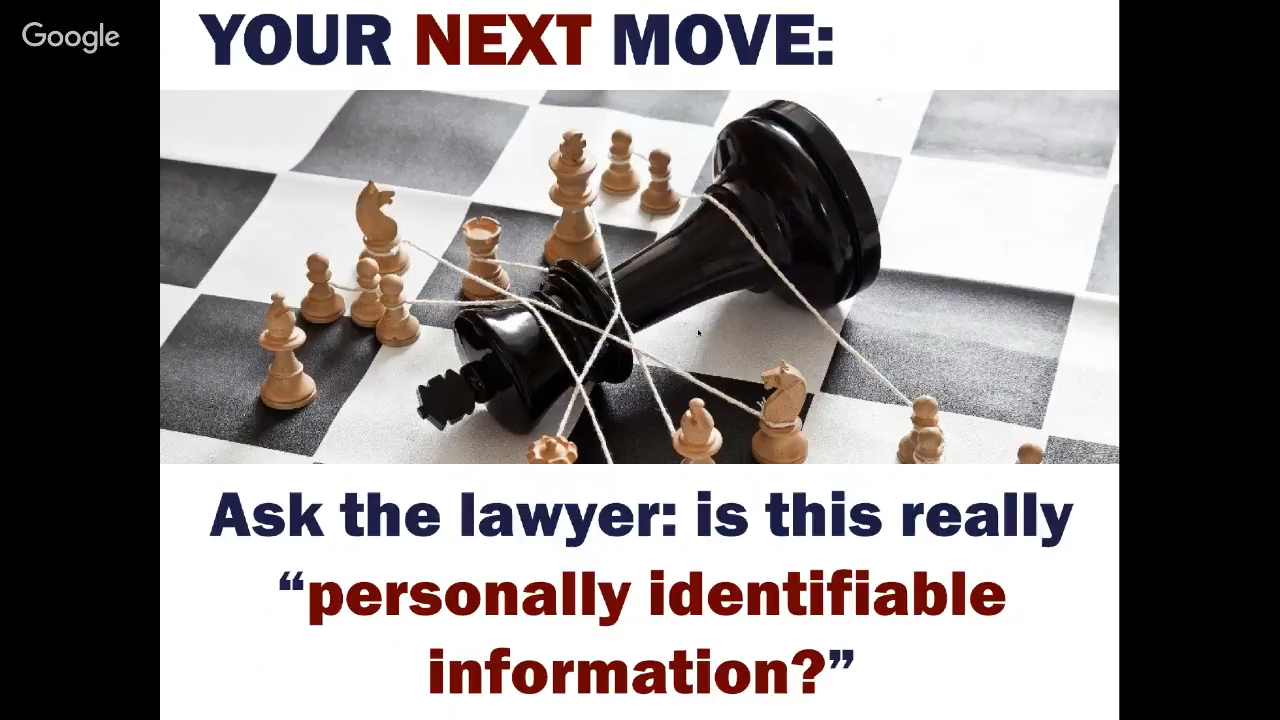 Google
YOUR NEXT MOVE:
Ask the lawyer: is this really
“personally identifiable
information?”